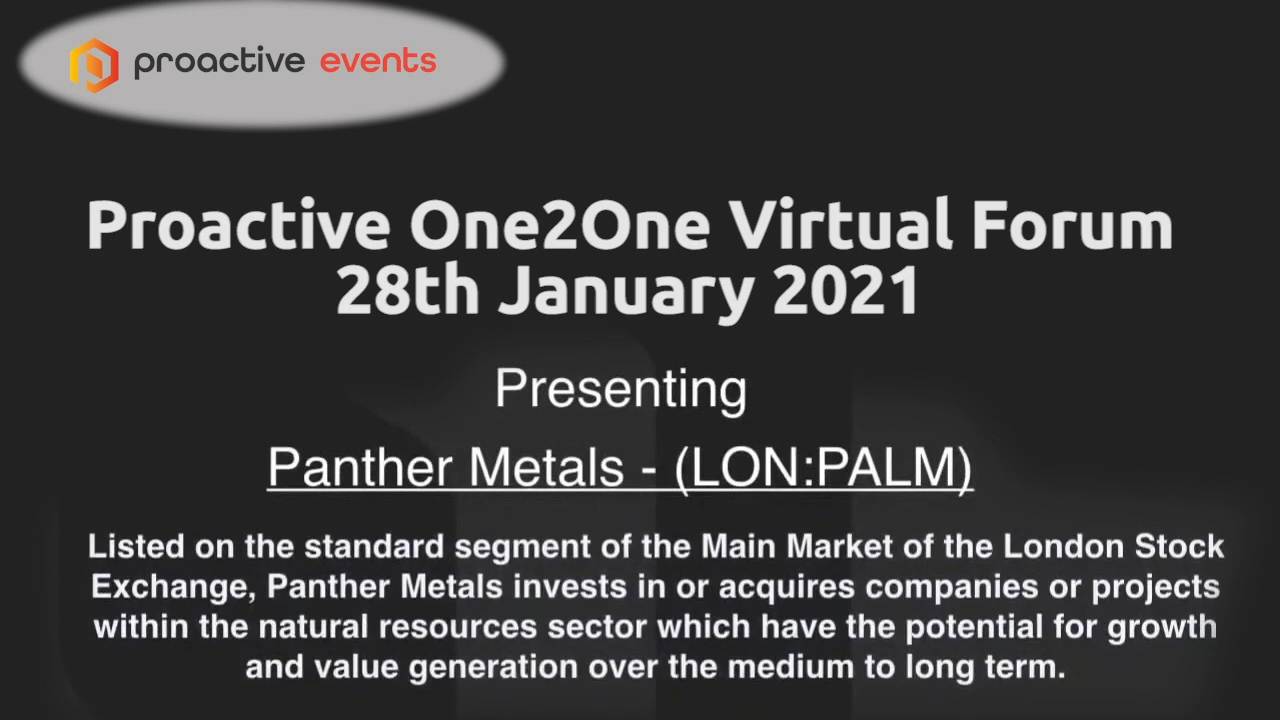 proactive events
Proactive One2One Virtual Forum
28th January 2021
Presenting
Panther Metals - (LON:PALM)
Listed on the standard segment of the Main Market of the London Stock
Exchange, Panther Metals invests in or acquires companies or projects
within the natural resources sector which have the potential for growth
and value generation over the medium to long term.